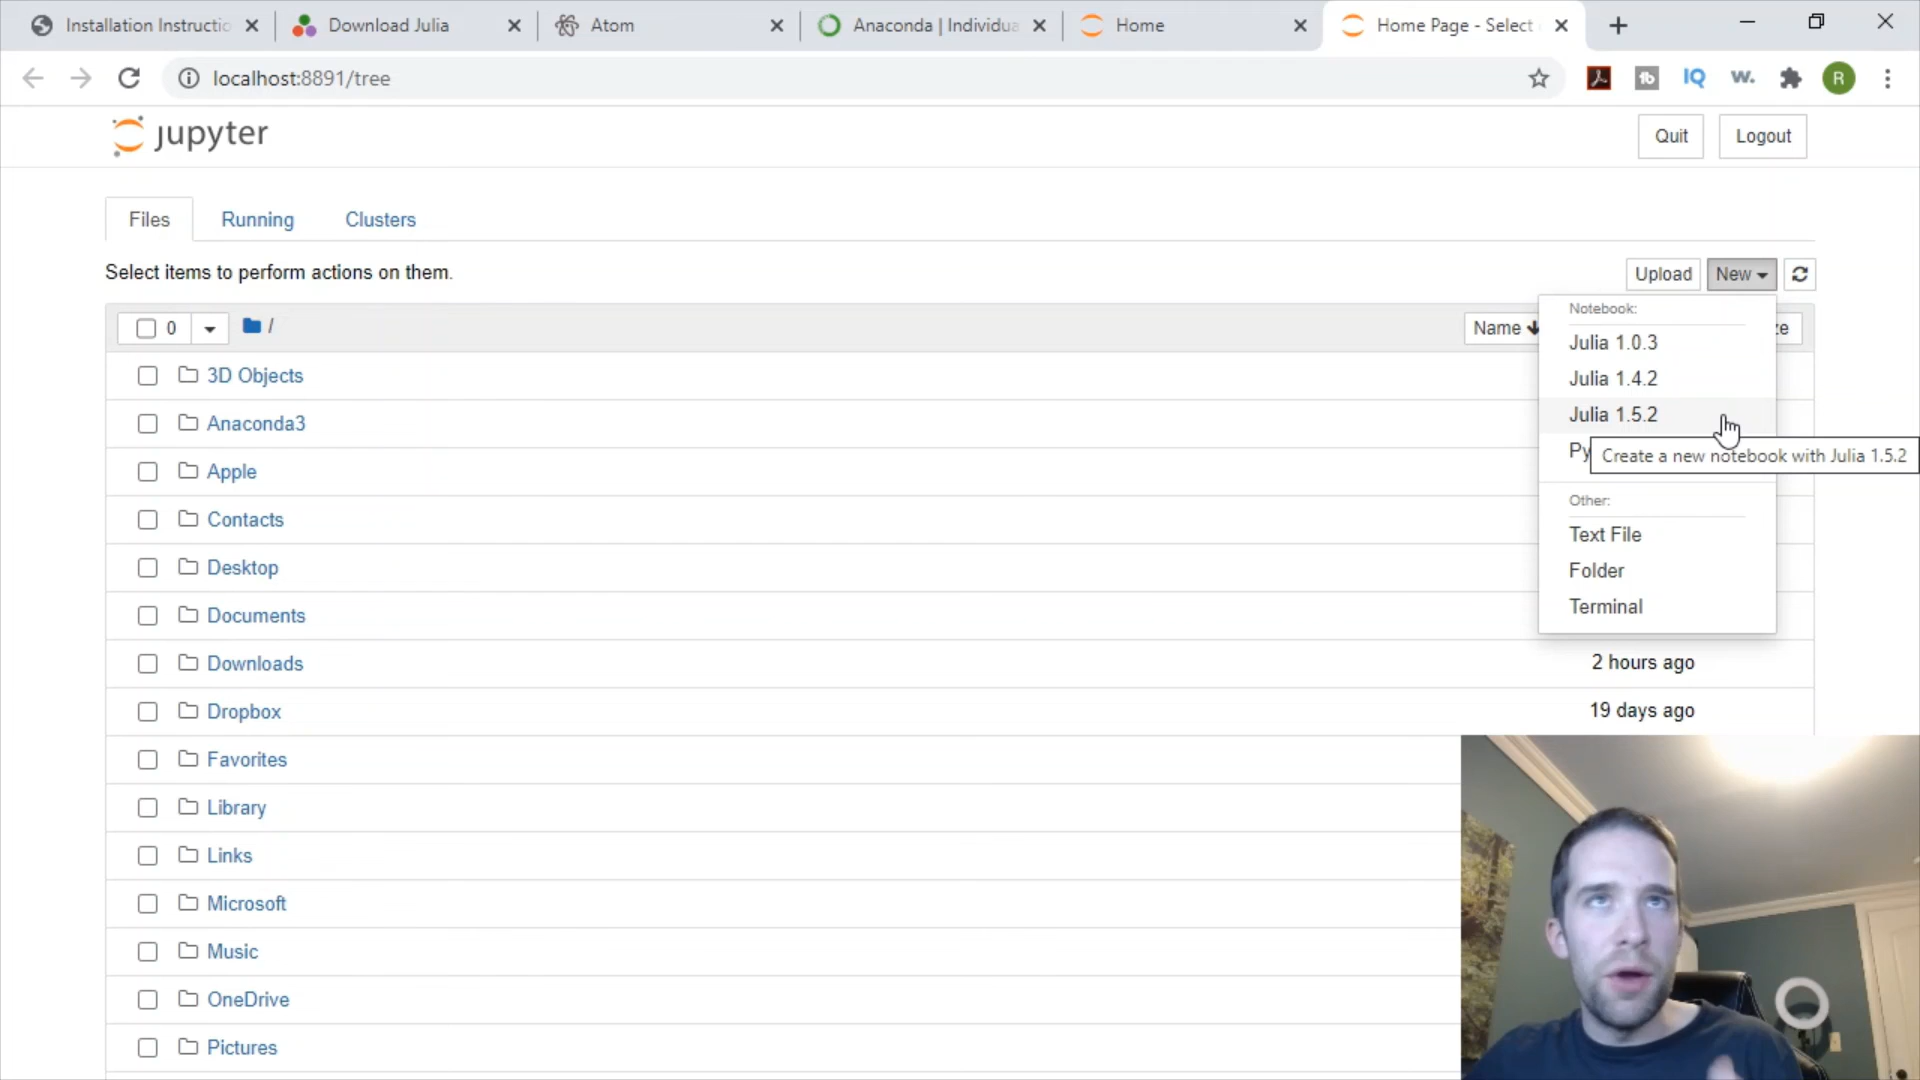 Installation Instructio
Download Julia
Atom
Anaconda | Individua
Home
Home Page - Select
localhost:8891/tree
IQ
w.
R
jupyter
Quit
Logout
Files
Running
Clusters
Select items to perform actions on them.
Upload
New
0
/
Name
ze
Notebook:
Julia 1.0.3
Julia 1.4.2
Julia 1.5.2
Py
Create a new notebook with Julia 1.5.2
Other:
Text File
Folder
Terminal
3D Objects
Anaconda3
Apple
Contacts
Desktop
Documents
Downloads
2 hours ago
Dropbox
19 days ago
Favorites
Library
Links
Microsoft
Music
OneDrive
Pictures